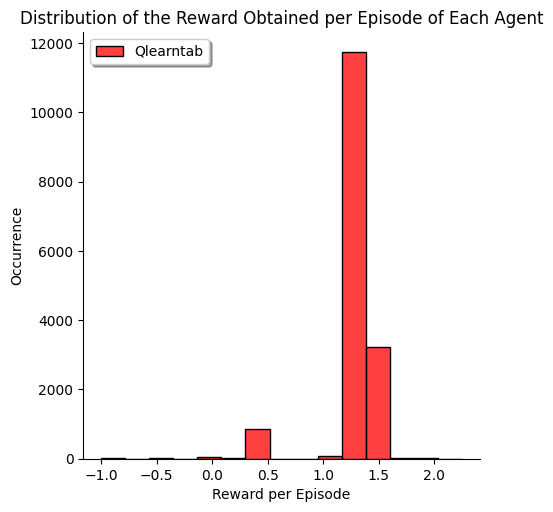 Distribution of the Reward Obtained per Episode of Each Agent
Qlearntab
12000
10000
8000
6000
4000
2000
0
Occurrence
−1.0 −0.5 0.0 0.5 1.0 1.5 2.0
Reward per Episode